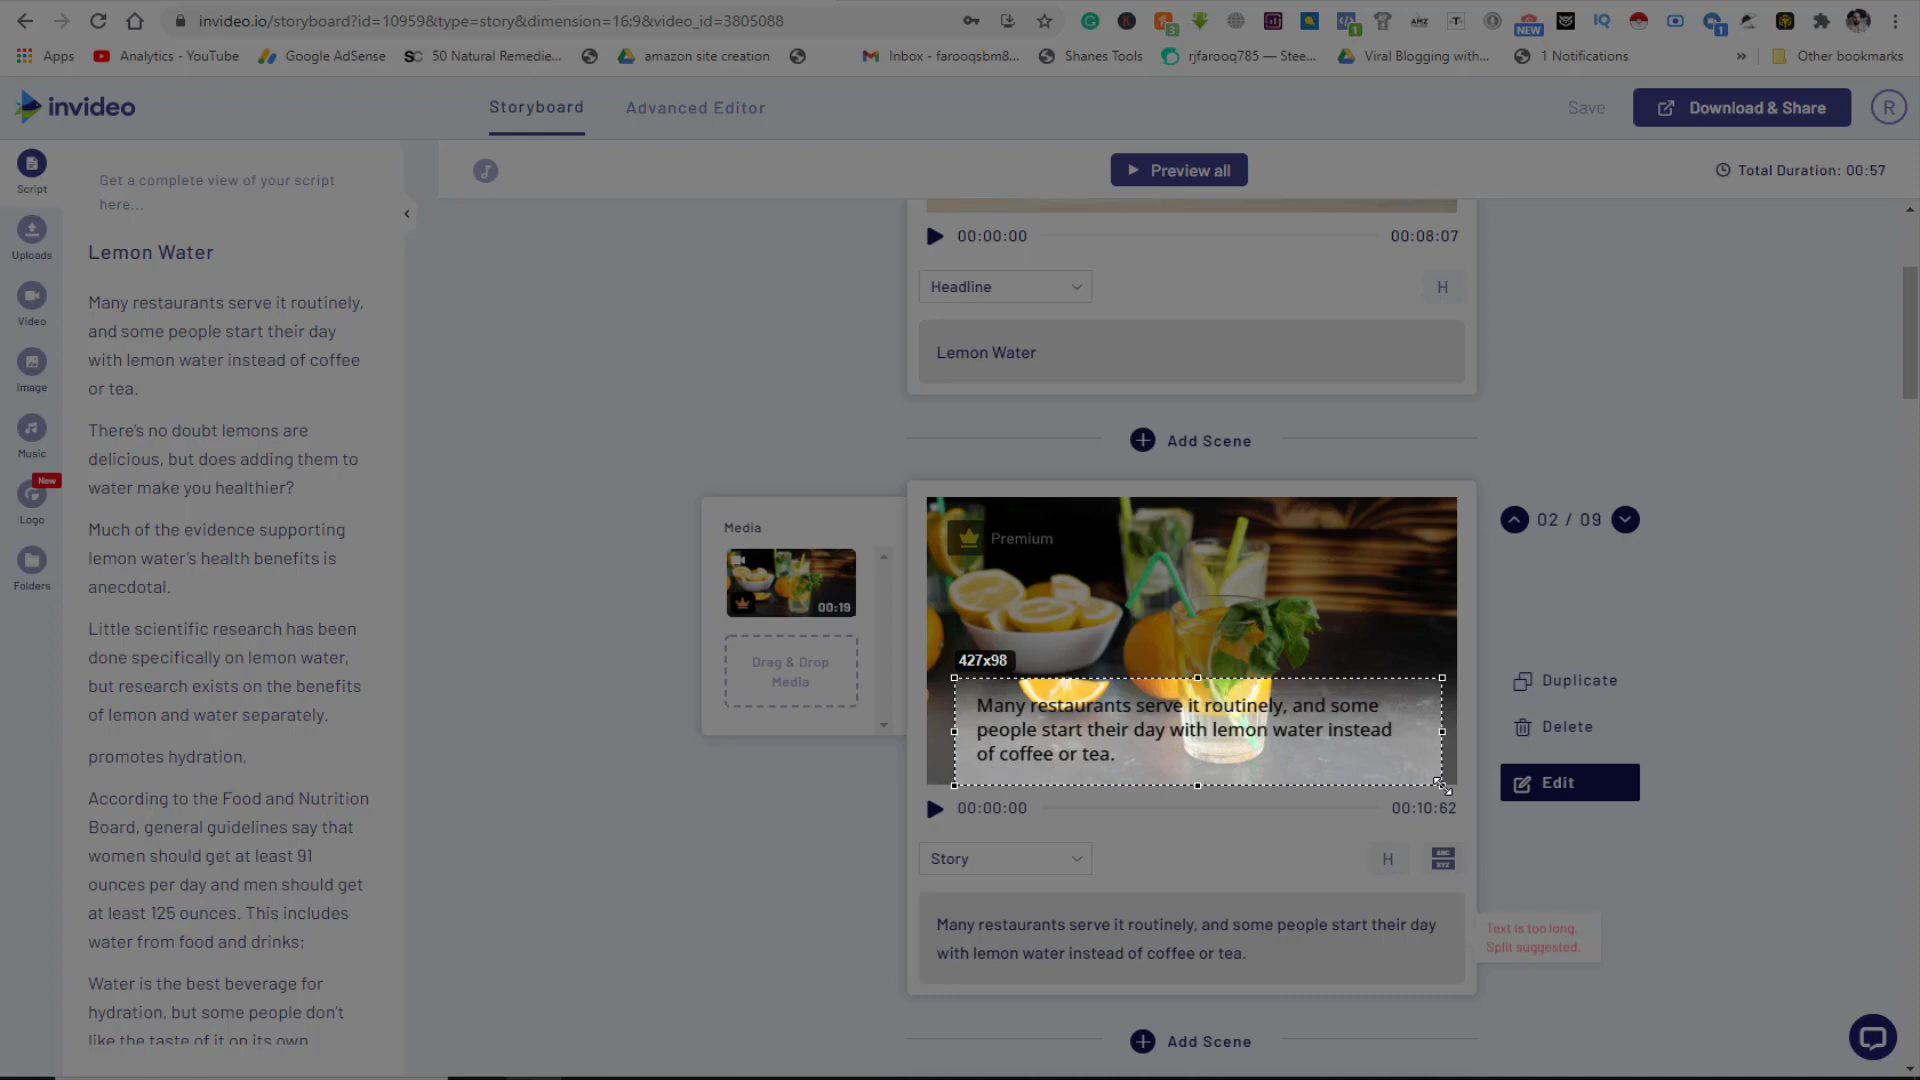 invideo.io/storyboard?id=10959&type=story&dimension=16:9&video_id=3805088
Apps
Analytics - YouTube
Google AdSense
50 Natural Remedie...
amazon site creation
Inbox - farooqsbm8...
Shanes Tools
rjfarooq785 — Stee...
Viral Blogging with...
1 Notifications
»
Other bookmarks
invideo
Storyboard
Advanced Editor
Save
Download & Share
R
Script
Uploads
Video
Image
Music
New
Logo
Folders
Get a complete view of your script
here...
Lemon Water
Many restaurants serve it routinely,
and some people start their day
with lemon water instead of coffee
or tea.
There's no doubt lemons are
delicious, but does adding them to
water make you healthier?
Much of the evidence supporting
lemon water's health benefits is
anecdotal.
Little scientific research has been
done specifically on lemon water,
but research exists on the benefits
of lemon and water separately.
promotes hydration,
According to the Food and Nutrition
Board, general guidelines say that
women should get at least 91
ounces per day and men should get
at least 125 ounces. This includes
water from food and drinks;
Water is the best beverage for
hydration, but some people don't
like the taste of it on its own
Preview all
Total Duration: 00:57
00:00:00
00:08:07
Headline
H
Lemon Water
Add Scene
Media
00:19
Drag & Drop
Media
Premium
427x98
Many restaurants serve it routinely, and some
people start their day with lemon water instead
of coffee or tea.
02 / 09
Duplicate
Delete
Edit
00:00:00
00:10:62
Story
H
ABC
XYZ
Many restaurants serve it routinely, and some people start their day
with lemon water instead of coffee or tea.
Text is too long.
Split suggested.
Add Scene